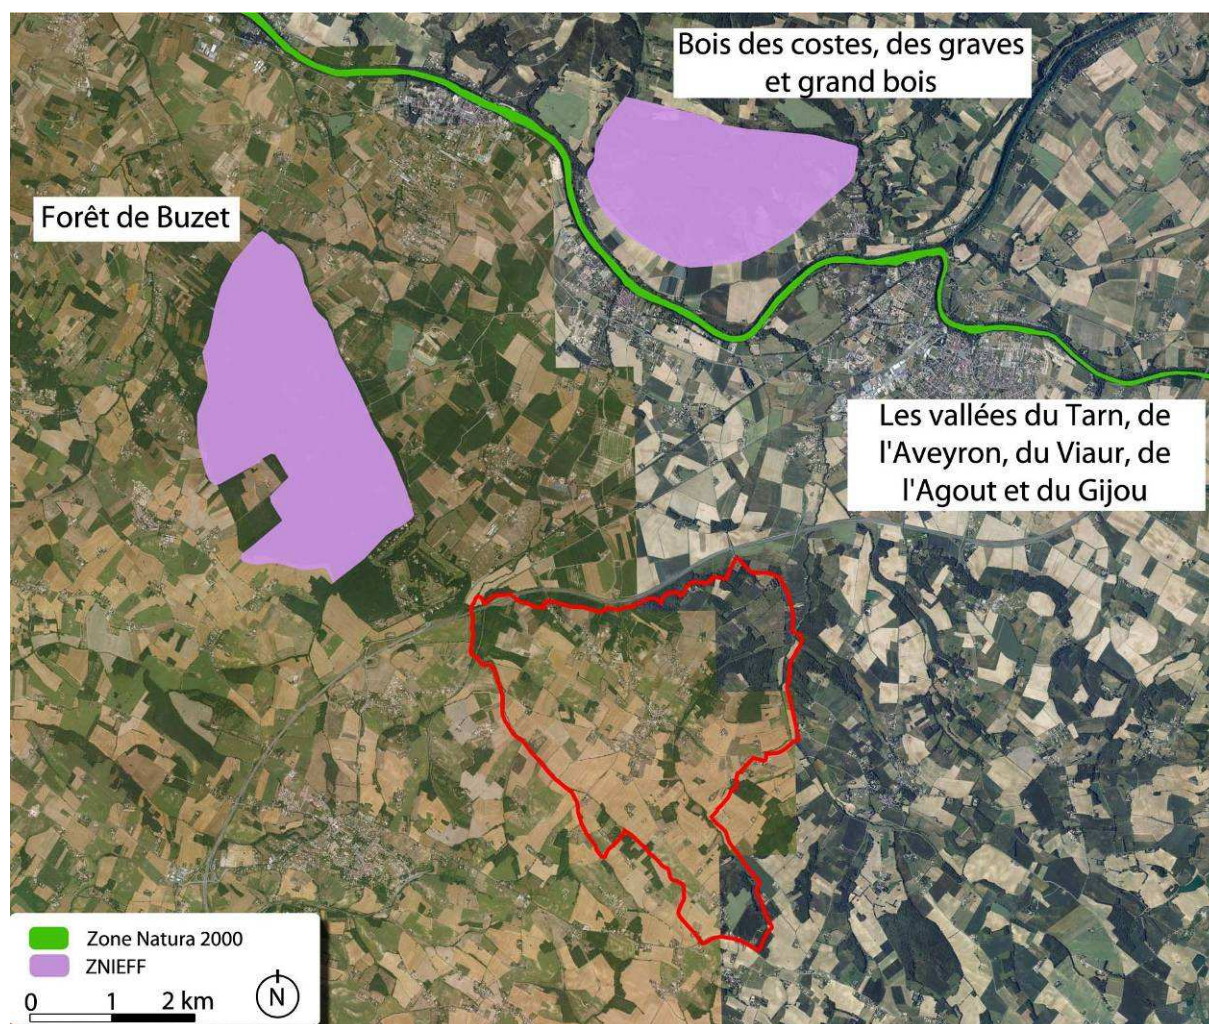 Bois des costes, des graves
et grand bois
Forêt de Buzet
Les vallées du Tarn, de
l'Aveyron, du Viaur, de
l'Agout et du Gijou
Zone Natura 2000
ZNIEFF
0 1 2 km
N